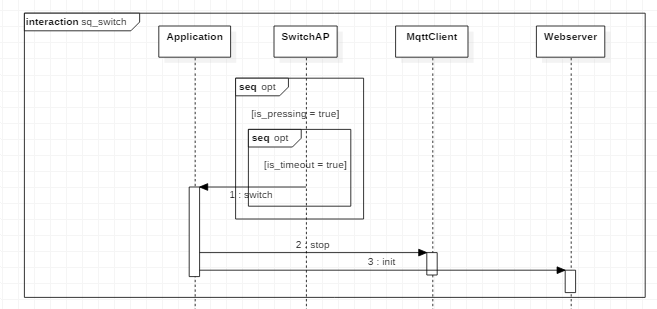 interaction sq_switch
Application
SwitchAP
MqttClient
Webserver
seq opt
[is_pressing = true]
seq opt
[is_timeout = true]
1 : switch
2 : stop
3 : init